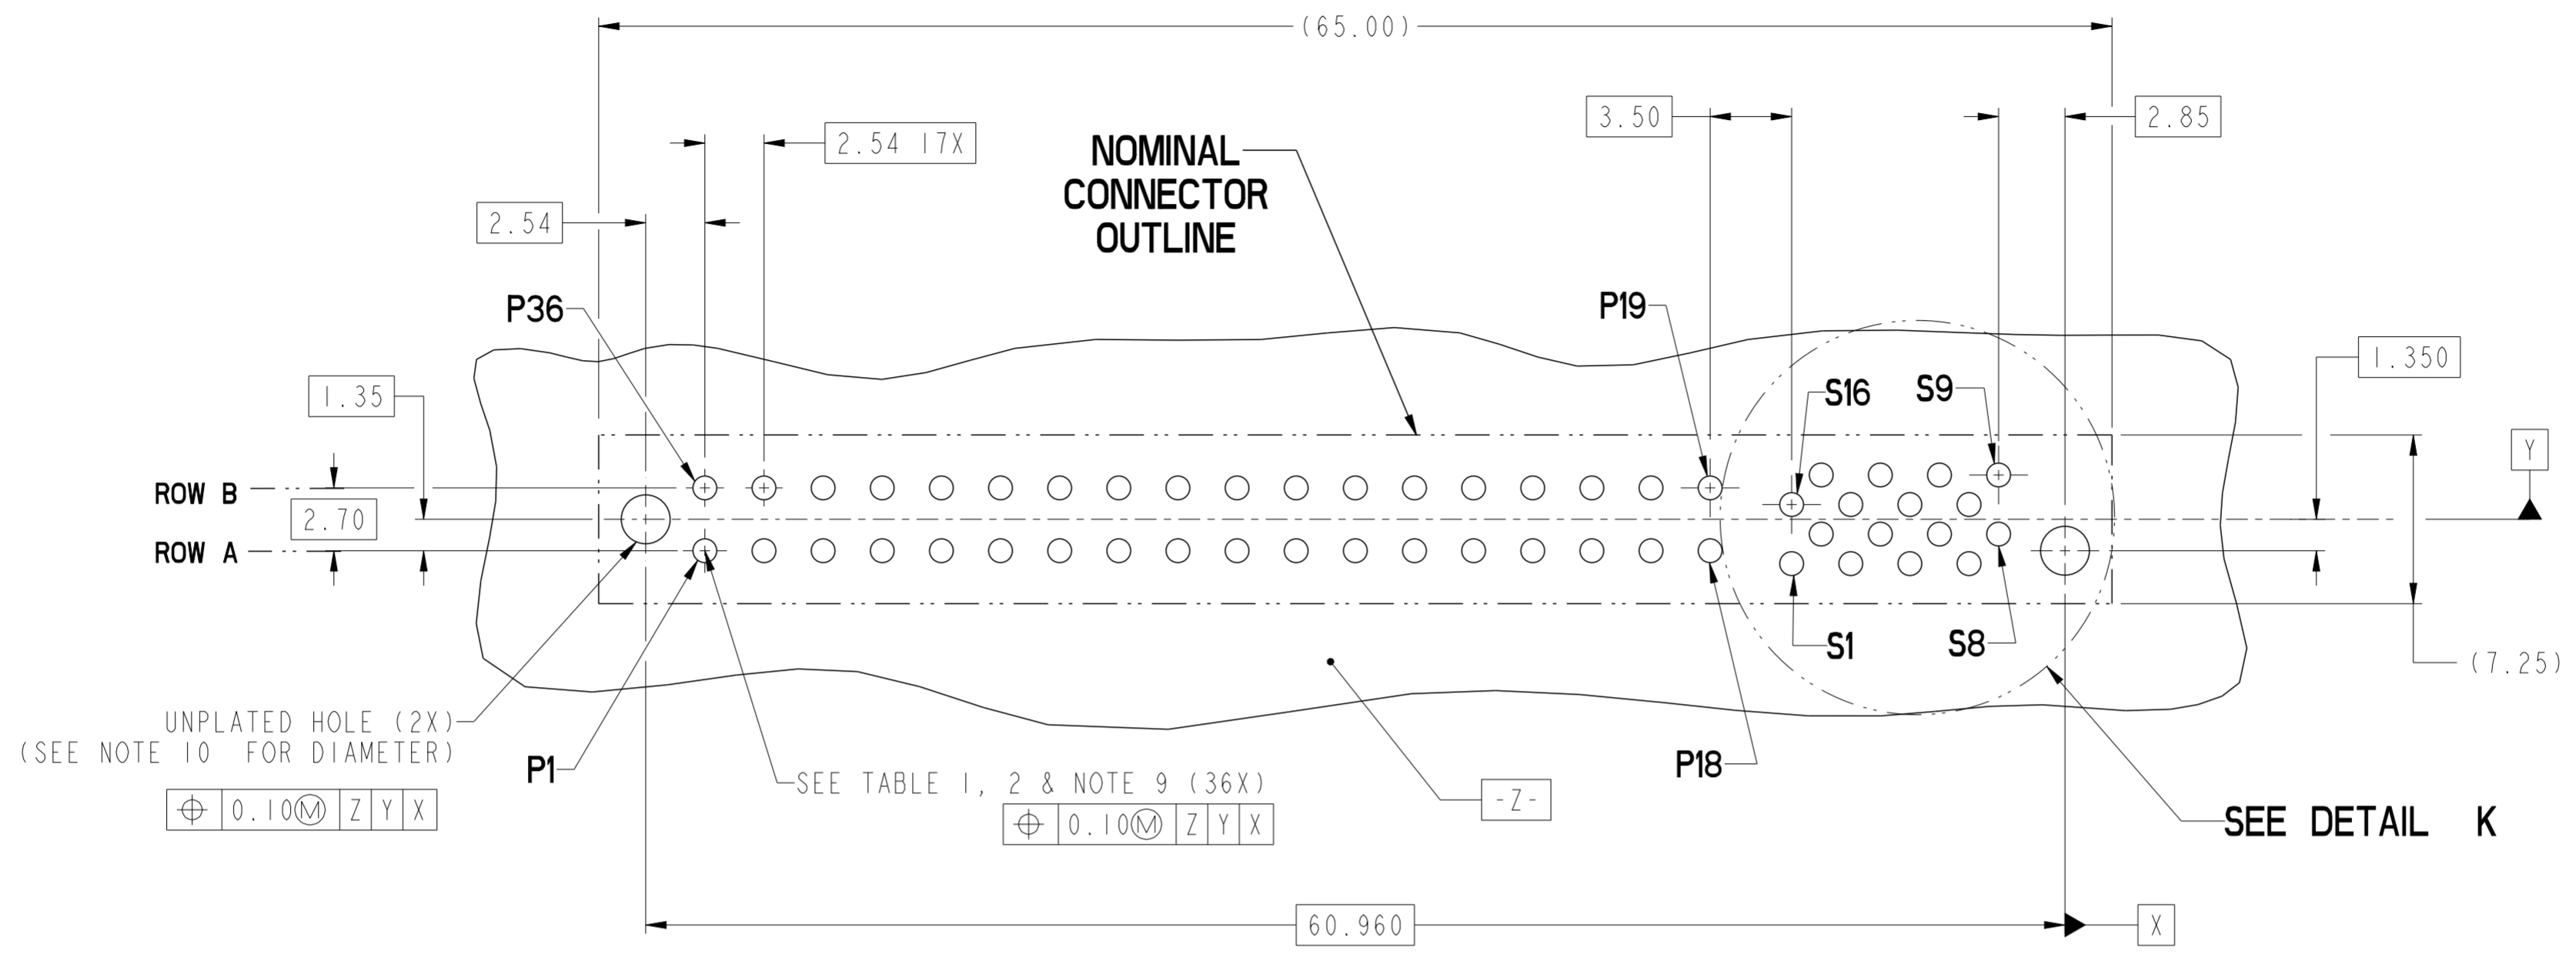 (65.00)
3.50
2.85
2.54 17X
NOMINAL
CONNECTOR
OUTLINE
2.54
P36
P19
1.350
1.35
S16
S9
Y
ROW B
2.70
ROW A
S1
S8
(7.25)
UNPLATED HOLE (2X)
(SEE NOTE 10 FOR DIAMETER)
⌖ 0.10Ⓜ Z Y X
P1
SEE TABLE 1, 2 & NOTE 9 (36X)
⌖ 0.10Ⓜ Z Y X
P18
-Z-
SEE DETAIL K
60.960
X